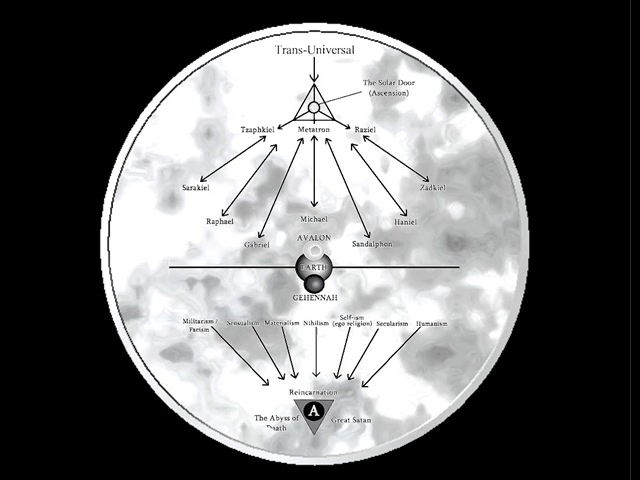 Trans-Universal
The Solar Door
(Ascension)
Tzaphkiel
Metatron
Raziel
Sarakiel
Zadkiel
Raphael
Michael
Haniel
Gabriel
AVALON
Sandalphon
EARTH
GEHENNAH
Militarism /
Facism
Sensualism
Materialism
Nihilism
Self-ism
(ego religion)
Secularism
Humanism
Reincarnation
A
The Abyss of
Death
Great Satan